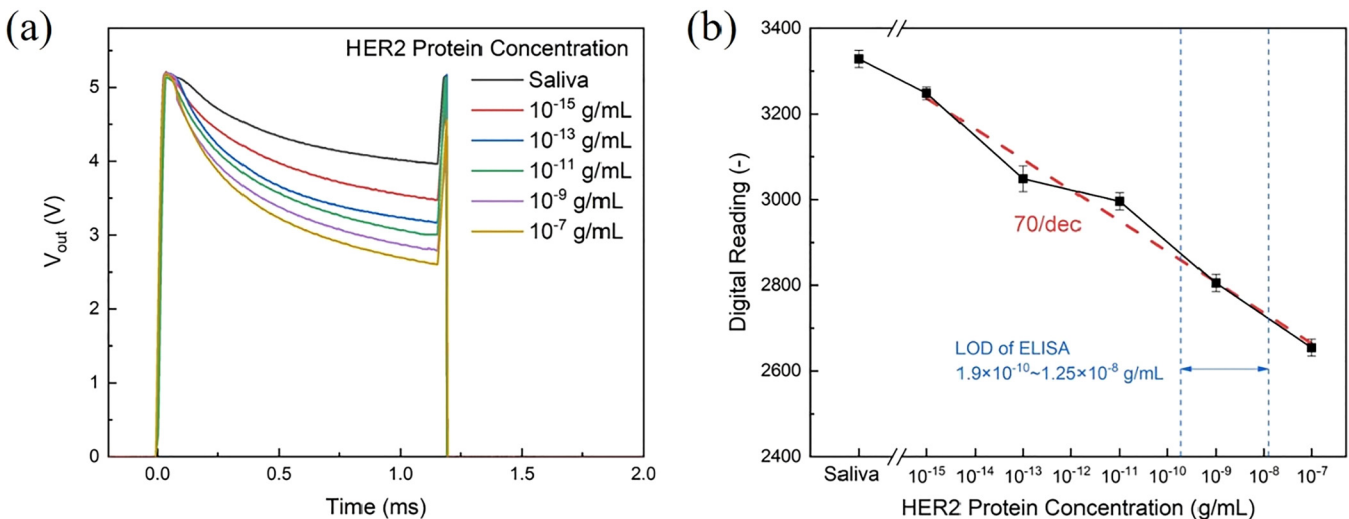 (a)
HER2 Protein Concentration
Saliva
10⁻¹⁵ g/mL
10⁻¹³ g/mL
10⁻¹¹ g/mL
10⁻⁹ g/mL
10⁻⁷ g/mL
5
4
3
2
1
0
Vout (V)
0.0 0.5 1.0 1.5 2.0
Time (ms)
(b)
3400
3200
3000
2800
2600
2400
Digital Reading (-)
70/dec
LOD of ELISA
1.9×10⁻¹⁰~1.25×10⁻⁸ g/mL
Saliva 10⁻¹⁵ 10⁻¹⁴ 10⁻¹³ 10⁻¹² 10⁻¹¹ 10⁻¹⁰ 10⁻⁹ 10⁻⁸ 10⁻⁷
HER2 Protein Concentration (g/mL)